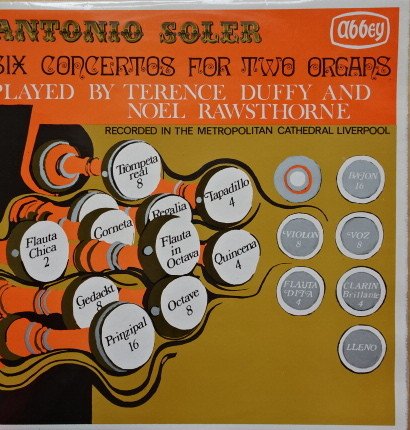 ANTONIO SOLER
abbey
SIX CONCERTOS FOR TWO ORGANS
PLAYED BY TERENCE DUFFY AND
NOEL RAWSTHORNE
RECORDED IN THE METROPOLITAN CATHEDRAL LIVERPOOL
Trompeta
real
8
Tapadillo
4
BAJON
16
Regalia
Corneta
Flauta
Chica
2
Flauta
in
Octava
Quincena
4
VIOLON
8
VOZ
8
Gedackt
8
Octave
8
FLAUTA
DITA
4
CLARIN
Brillante
4
Prinzipal
16
LLENO